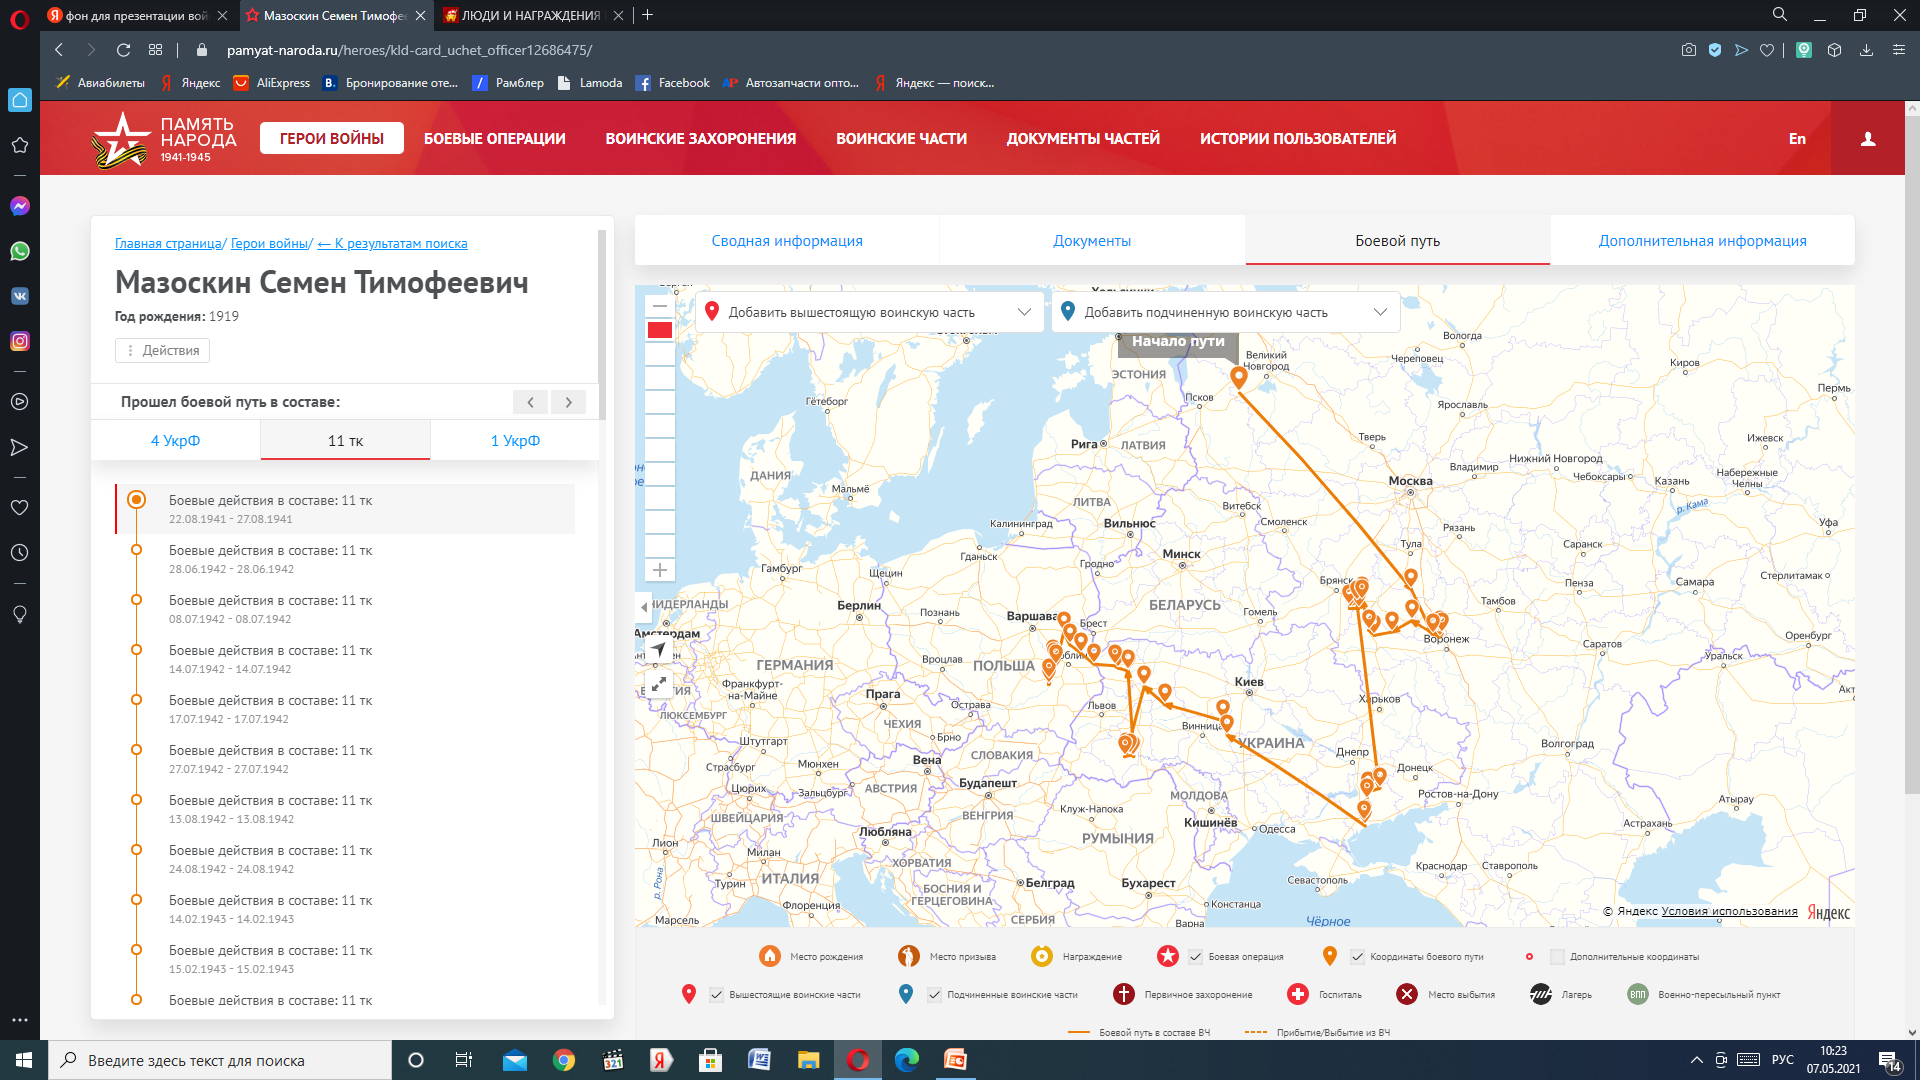 фон для презентации вой
Мазоскин Семен Тимофее
ЛЮДИ И НАГРАЖДЕНИЯ
pamyat-naroda.ru/heroes/kld-card_uchet_officer12686475/
Авиабилеты
Яндекс
AliExpress
Бронирование оте...
Рамблер
Lamoda
Facebook
Автозапчасти опто...
Яндекс — поиск...
ПАМЯТЬ
НАРОДА
1941-1945
ГЕРОИ ВОЙНЫ
БОЕВЫЕ ОПЕРАЦИИ
ВОИНСКИЕ ЗАХОРОНЕНИЯ
ВОИНСКИЕ ЧАСТИ
ДОКУМЕНТЫ ЧАСТЕЙ
ИСТОРИИ ПОЛЬЗОВАТЕЛЕЙ
En
Главная страница/ Герои войны/ ← К результатам поиска
Мазоскин Семен Тимофеевич
Год рождения: 1919
Действия
Прошел боевой путь в составе:
4 УкрФ
11 тк
1 УкрФ
Боевые действия в составе: 11 тк
22.08.1941 - 27.08.1941
Боевые действия в составе: 11 тк
28.06.1942 - 28.06.1942
Боевые действия в составе: 11 тк
08.07.1942 - 08.07.1942
Боевые действия в составе: 11 тк
14.07.1942 - 14.07.1942
Боевые действия в составе: 11 тк
17.07.1942 - 17.07.1942
Боевые действия в составе: 11 тк
27.07.1942 - 27.07.1942
Боевые действия в составе: 11 тк
13.08.1942 - 13.08.1942
Боевые действия в составе: 11 тк
24.08.1942 - 24.08.1942
Боевые действия в составе: 11 тк
14.02.1943 - 14.02.1943
Боевые действия в составе: 11 тк
15.02.1943 - 15.02.1943
Боевые действия в составе: 11 тк
Сводная информация
Документы
Боевой путь
Дополнительная информация
Добавить вышестоящую воинскую часть
Добавить подчиненную воинскую часть
Начало пути
Великий
Новгород
Вологда
Череповец
Киров
Пермь
ЭСТОНИЯ
Псков
Гётеборг
Ярославль
Рига
ЛАТВИЯ
Тверь
Ижевск
Нижний Новгород
Владимир
Чебоксары
Казань
Набережные
Челны
ДАНИЯ
Мальмё
Москва
ЛИТВА
Витебск
р. Кама
Калининград
Вильнюс
Смоленск
Рязань
Уфа
Гданьск
Минск
Тула
Саранск
Гамбург
Щецин
Гродно
Брянск
Пенза
Самара
Стерлитамак
НИДЕРЛАНДЫ
Берлин
Познань
Варшава
Брест
БЕЛАРУСЬ
Гомель
Тамбов
Амстердам
Воронеж
Саратов
Оренбург
Уральск
ГЕРМАНИЯ
Вроцлав
ПОЛЬША
Франкфурт-
на-Майне
Прага
Острава
Львов
Киев
Харьков
Акт
ЛЮКСЕМБУРГ
ЧЕХИЯ
Винница
Штутгарт
Брно
СЛОВАКИЯ
УКРАИНА
Днепр
Волгоград
Страсбург
Мюнхен
Вена
Донецк
Цюрих
Зальцбург
АВСТРИЯ
Будапешт
МОЛДОВА
Ростов-на-Дону
Атырау
ШВЕЙЦАРИЯ
ВЕНГРИЯ
Клуж-Напока
Кишинёв
Одесса
Астрахань
Лион
Любляна
РУМЫНИЯ
Милан
ХОРВАТИЯ
Краснодар
Ставрополь
р. Рона
Турин
ИТАЛИЯ
БОСНИЯ И
ГЕРЦЕГОВИНА
Белград
Бухарест
Севастополь
Флоренция
Констанца
Марсель
СЕРБИЯ
Варна
Чёрное
© Яндекс Условия использования Яндекс
Место рождения
Место призыва
Награждение
Боевая операция
Координаты боевого пути
Дополнительные координаты
Вышестоящие воинские части
Подчиненные воинские части
Первичное захоронение
Госпиталь
Место выбытия
Лагерь
ВПП
Военно-пересыльный пункт
Боевой путь в составе ВЧ
Прибытие/Выбытие из ВЧ
Введите здесь текст для поиска
РУС
10:23
07.05.2021
14